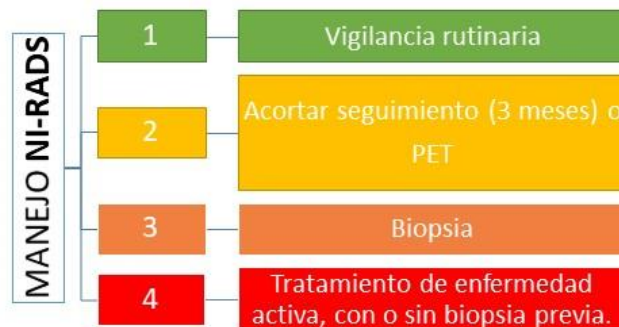 MANEJO NI-RADS
1
Vigilancia rutinaria
2
Acortar seguimiento (3 meses) o
PET
3
Biopsia
4
Tratamiento de enfermedad
activa, con o sin biopsia previa.